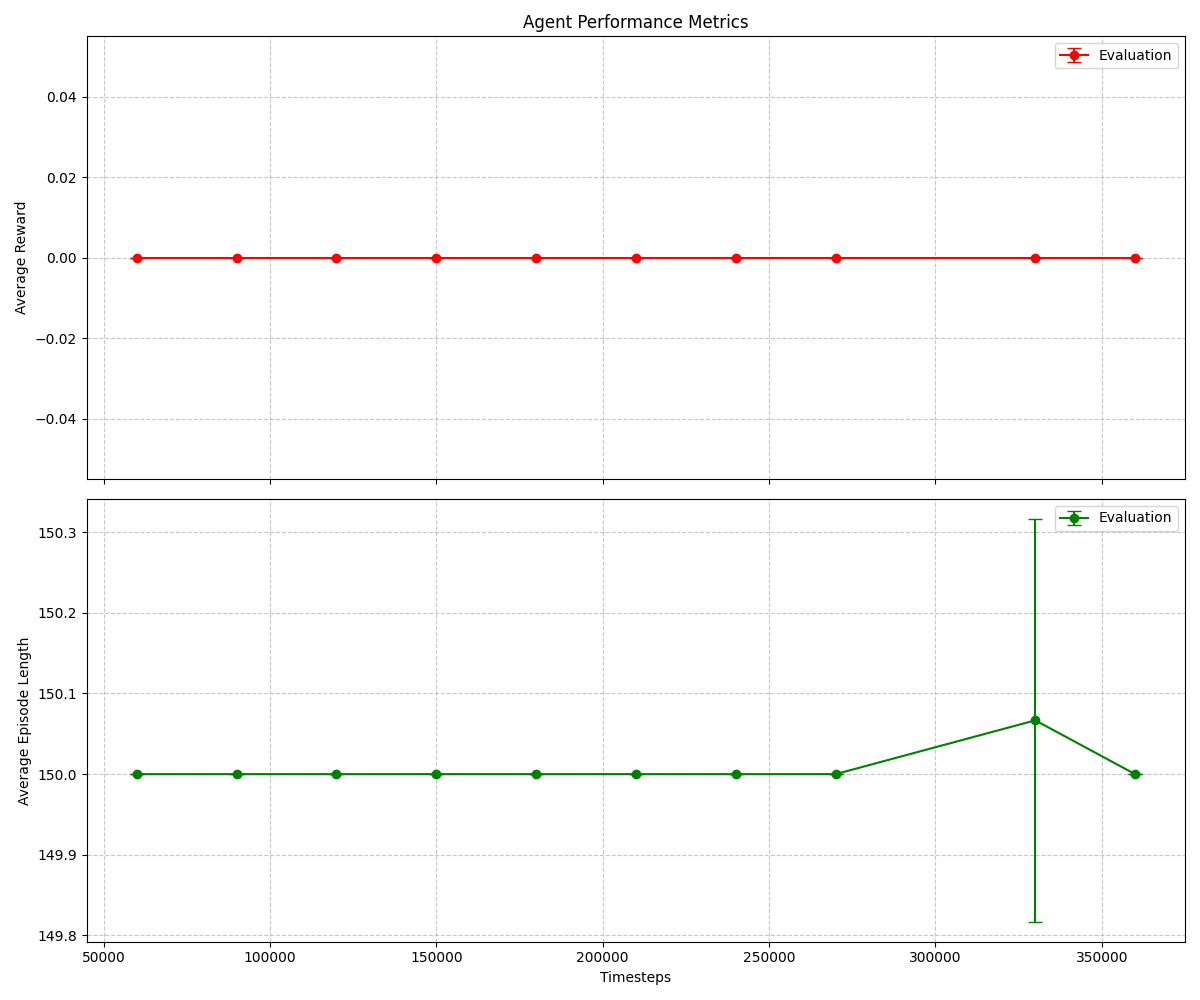 Agent Performance Metrics
Evaluation
0.04
0.02
0.00
−0.02
−0.04
Average Reward
Evaluation
150.3
150.2
150.1
150.0
149.9
149.8
Average Episode Length
50000 100000 150000 200000 250000 300000 350000
Timesteps